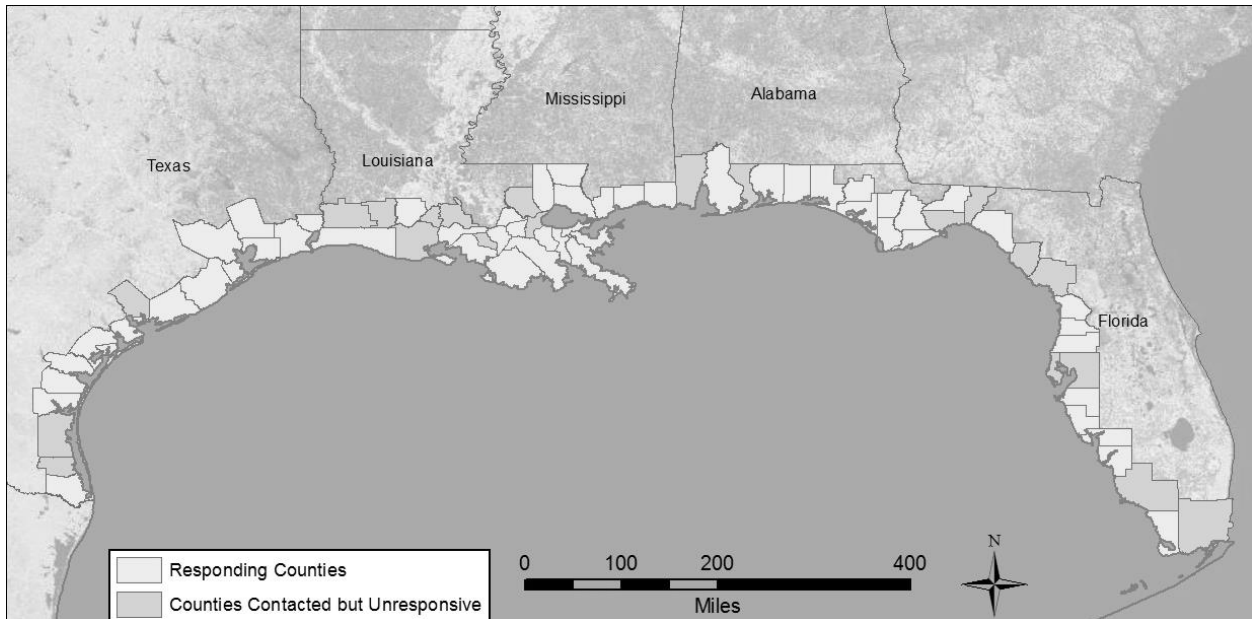 Mississippi
Alabama
Texas
Louisiana
Florida
Responding Counties
Counties Contacted but Unresponsive
0 100 200 400
Miles
N